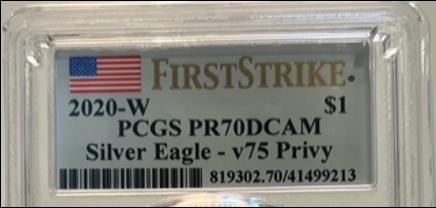 FIRSTSTRIKE®
2020-W $1
PCGS PR70DCAM
Silver Eagle - v75 Privy
819302.70/41499213